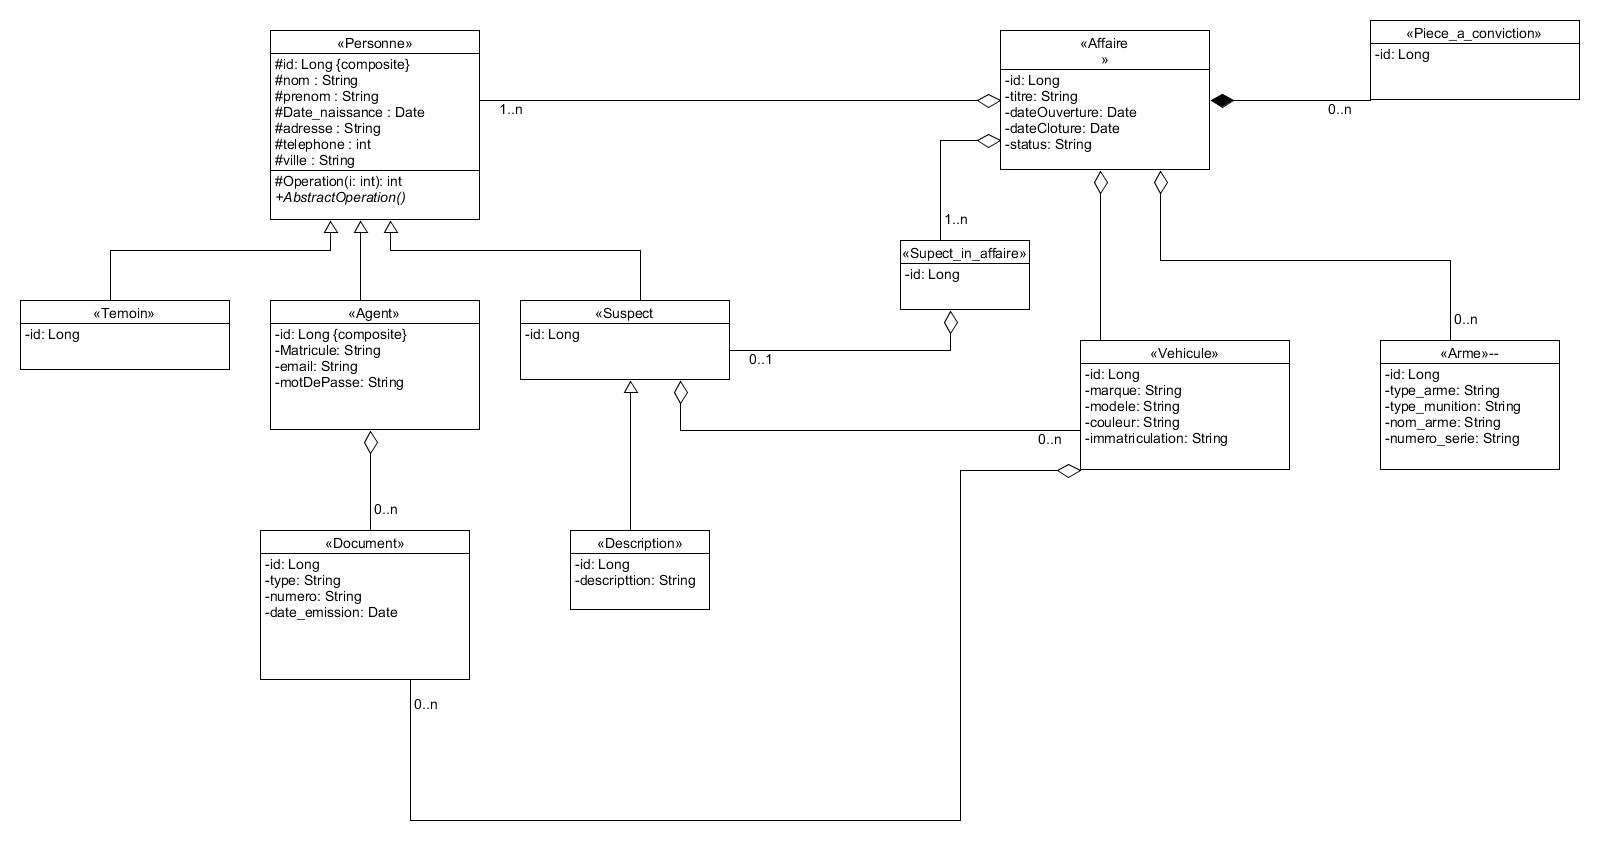 «Personne»
#id: Long {composite}
#nom : String
#prenom : String
#Date_naissance : Date
#adresse : String
#telephone : int
#ville : String
#Operation(i: int): int
+AbstractOperation()
1..n
«Affaire
»
-id: Long
-titre: String
-dateOuverture: Date
-dateCloture: Date
-status: String
0..n
«Piece_a_conviction»
-id: Long
1..n
«Supect_in_affaire»
-id: Long
«Temoin»
-id: Long
«Agent»
-id: Long {composite}
-Matricule: String
-email: String
-motDePasse: String
«Suspect
-id: Long
0..1
«Vehicule»
-id: Long
-marque: String
-modele: String
-couleur: String
-immatriculation: String
0..n
0..n
«Arme»--
-id: Long
-type_arme: String
-type_munition: String
-nom_arme: String
-numero_serie: String
0..n
«Document»
-id: Long
-type: String
-numero: String
-date_emission: Date
«Description»
-id: Long
-descripttion: String
0..n